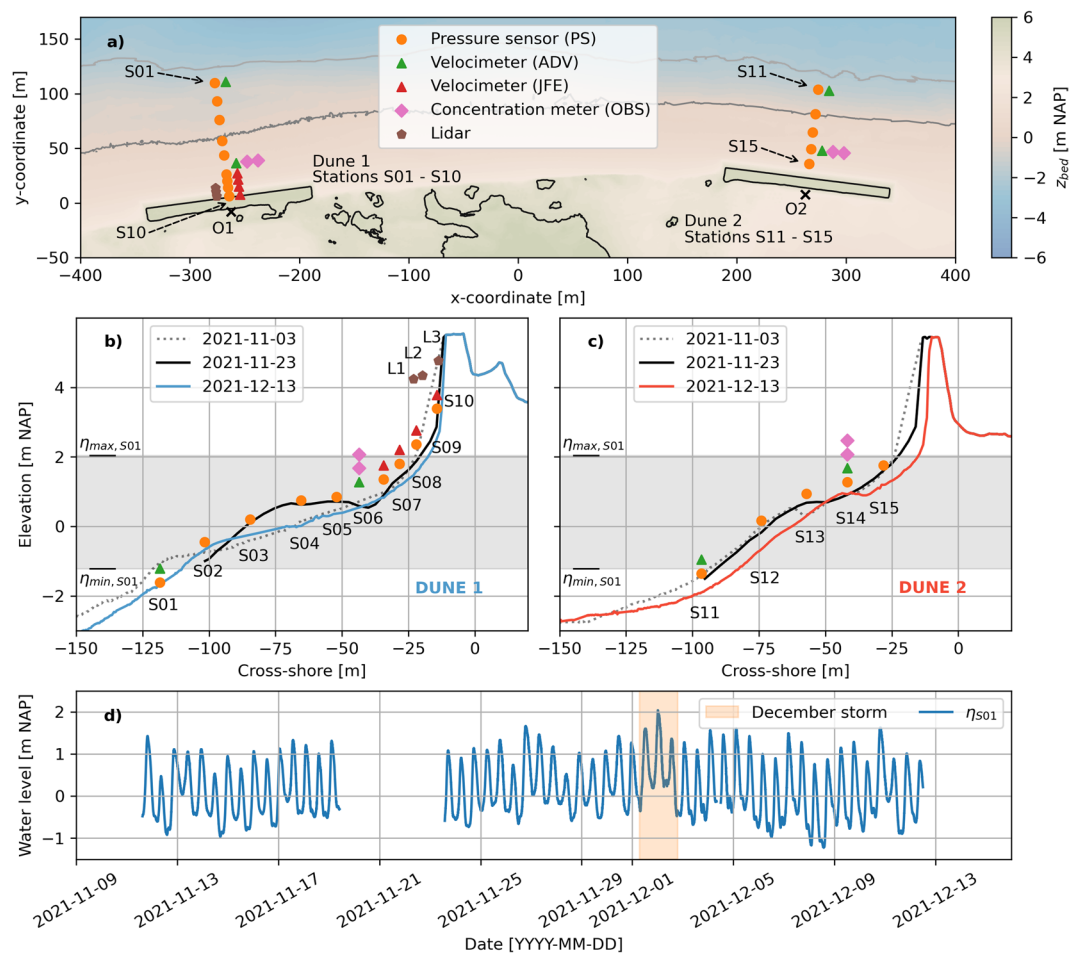 a)
Pressure sensor (PS)
Velocimeter (ADV)
Velocimeter (JFE)
Concentration meter (OBS)
Lidar
S01
S11
S15
S10
O1
O2
Dune 1
Stations S01 - S10
Dune 2
Stations S11 - S15
150
100
50
0
−50
y-coordinate [m]
−400 −300 −200 −100 0 100 200 300 400
x-coordinate [m]
6
4
2
0
−2
−4
−6
z_bed [m NAP]
b)
2021-11-03
2021-11-23
2021-12-13
L3
L2
L1
S10
S09
S08
S07
S06
S05
S04
S03
S02
S01
η_max,S01
η_min,S01
DUNE 1
4
2
0
−2
Elevation [m NAP]
−150 −125 −100 −75 −50 −25 0
Cross-shore [m]
c)
2021-11-03
2021-11-23
2021-12-13
η_max,S01
η_min,S01
S15
S14
S13
S12
S11
DUNE 2
−150 −125 −100 −75 −50 −25 0
Cross-shore [m]
d)
December storm
η_S01
2
1
0
−1
Water level [m NAP]
2021-11-09 2021-11-13 2021-11-17 2021-11-21 2021-11-25 2021-11-29 2021-12-01 2021-12-05 2021-12-09 2021-12-13
Date [YYYY-MM-DD]